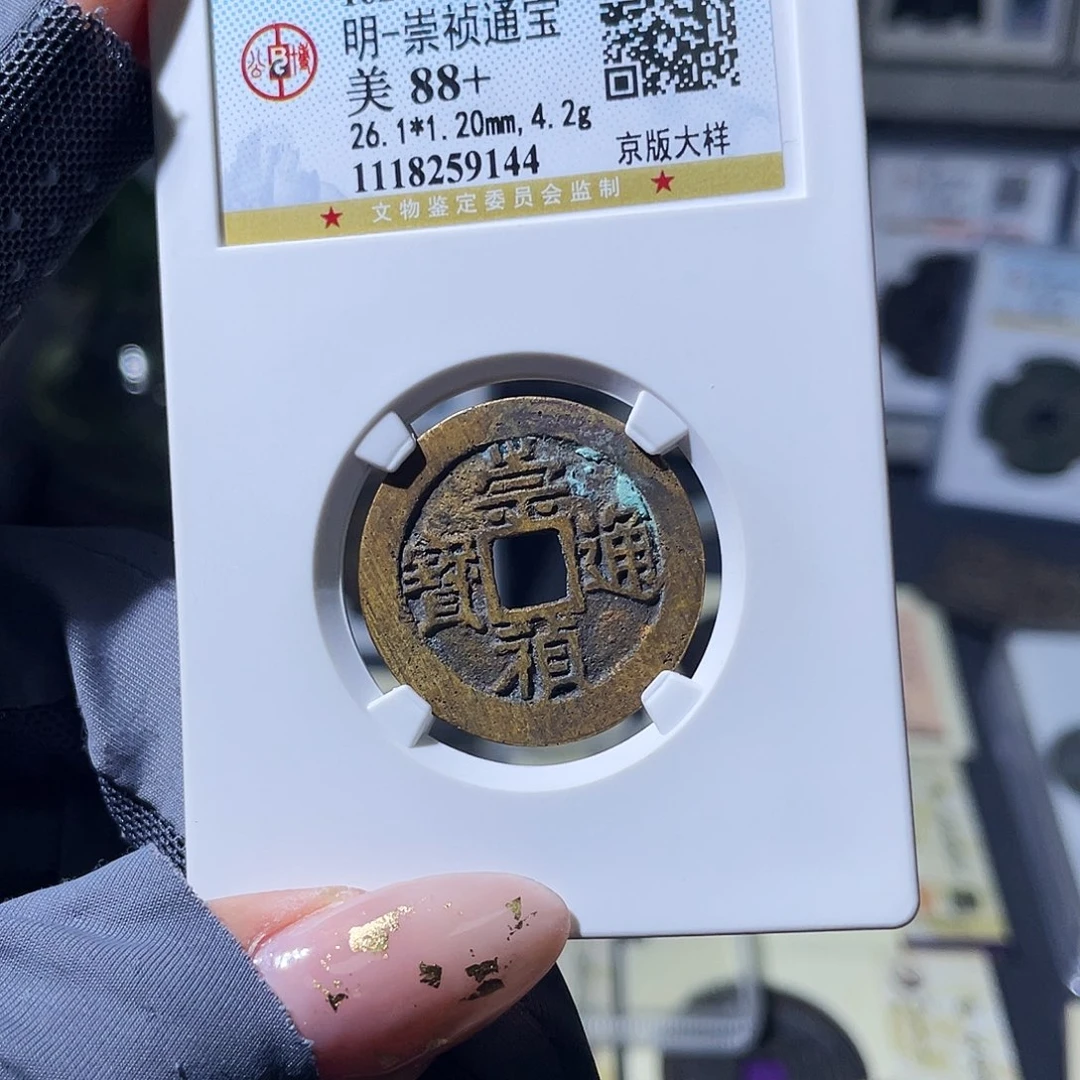 明-崇祯通宝
美 88+
26.1*1.20mm,4.2g
1118259144
京版大样
文物鉴定委员会监制
崇
通
寳
禎